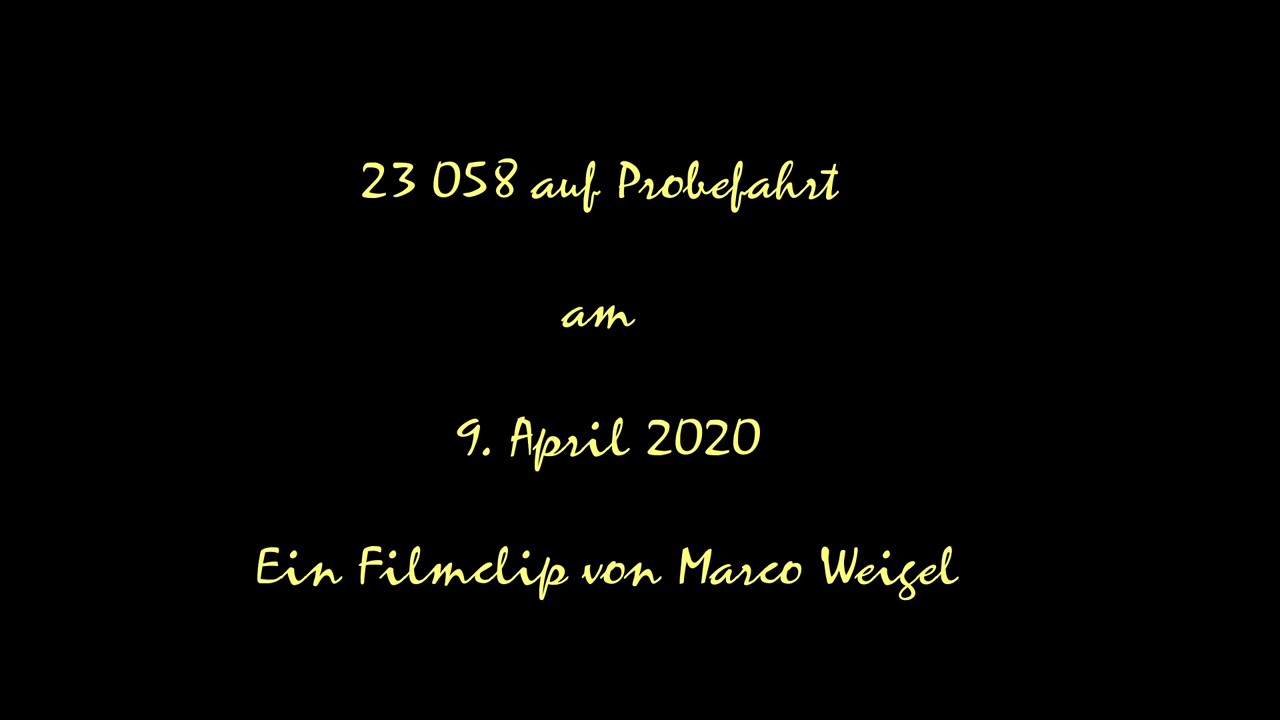 23 058 auf Probefahrt
am
9. April 2020
Ein Filmclip von Marco Weigel